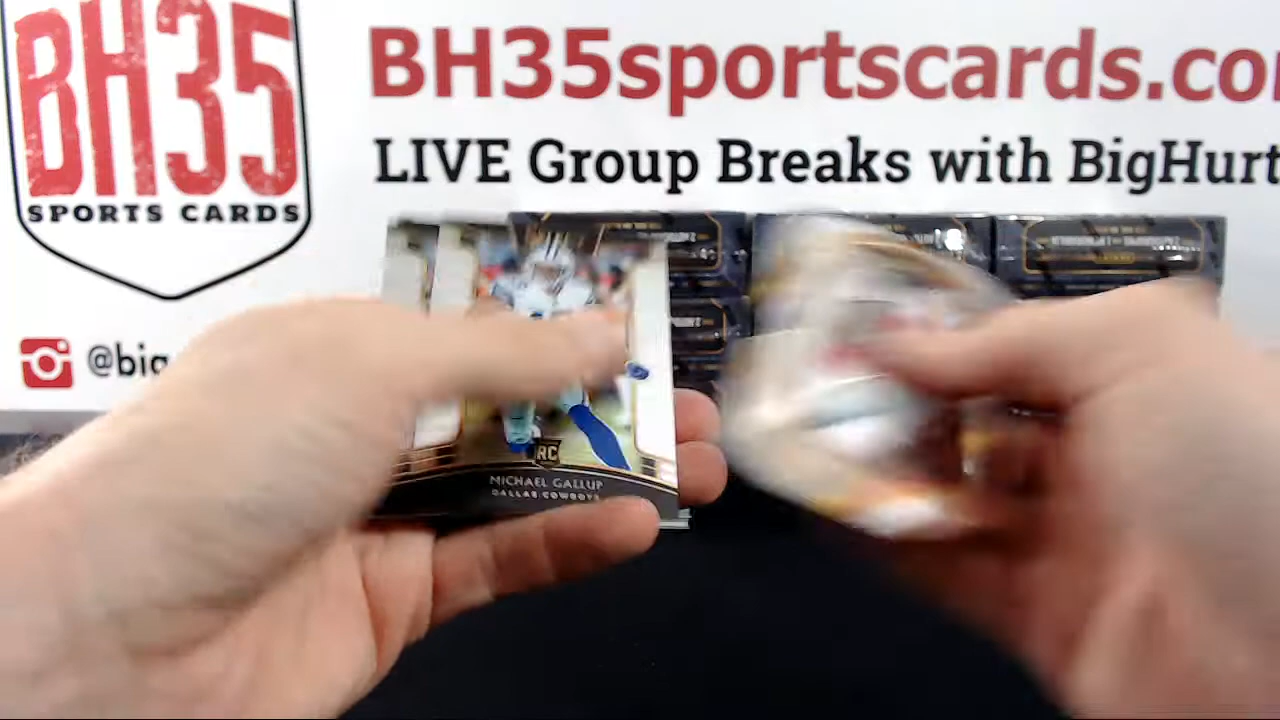 BH35
SPORTS CARDS
BH35sportscards.co
LIVE Group Breaks with BigHurt
@big
RC
MICHAEL GALLUP
DALLAS COWBOYS